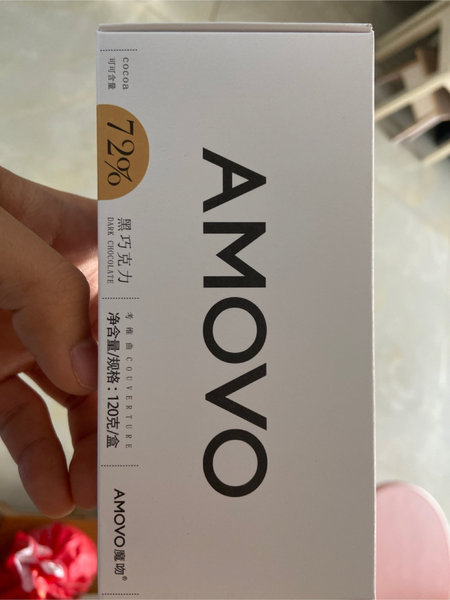 AMOVO
cocoa
可可含量
72%
黑巧克力
DARK CHOCOLATE
考维曲 COUVERTURE
净含量/规格：120克/盒
AMOVO魔吻®